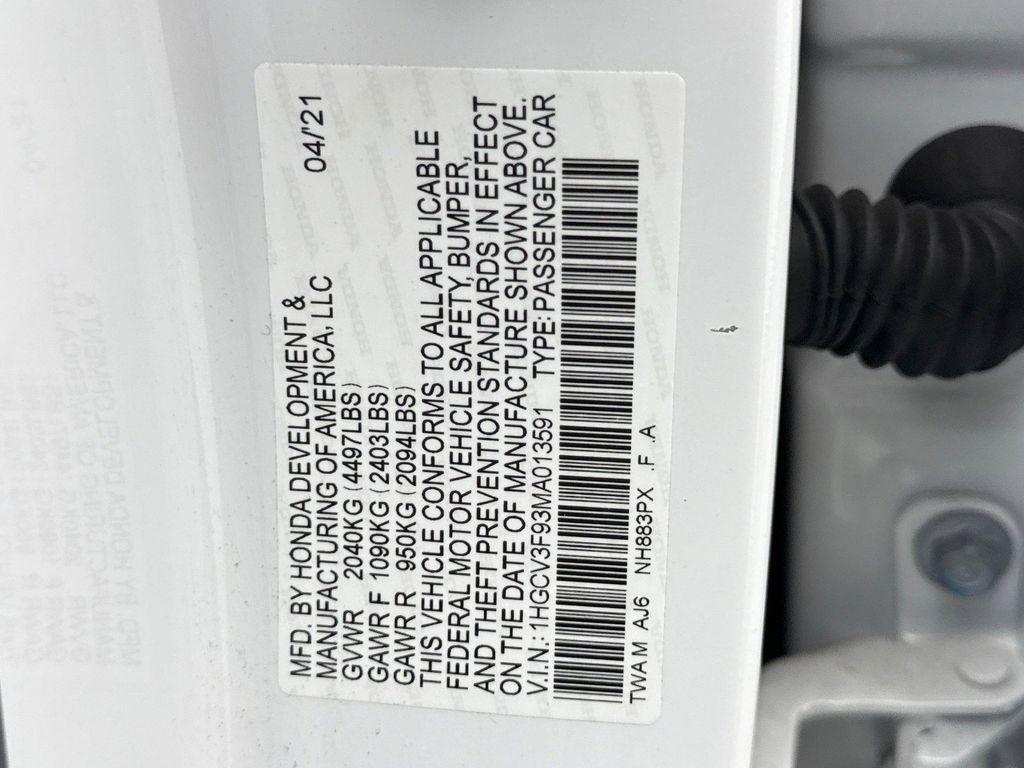 MFD. BY HONDA DEVELOPMENT &
MANUFACTURING OF AMERICA, LLC 04/'21
GVWR 2040KG (4497LBS)
GAWR F 1090KG (2403LBS)
GAWR R 950KG (2094LBS)
THIS VEHICLE CONFORMS TO ALL APPLICABLE
FEDERAL MOTOR VEHICLE SAFETY, BUMPER,
AND THEFT PREVENTION STANDARDS IN EFFECT
ON THE DATE OF MANUFACTURE SHOWN ABOVE.
V.I.N.: 1HGCV3F93MA013591 TYPE: PASSENGER CAR
TWA M AJ6 NH883PX .F .A